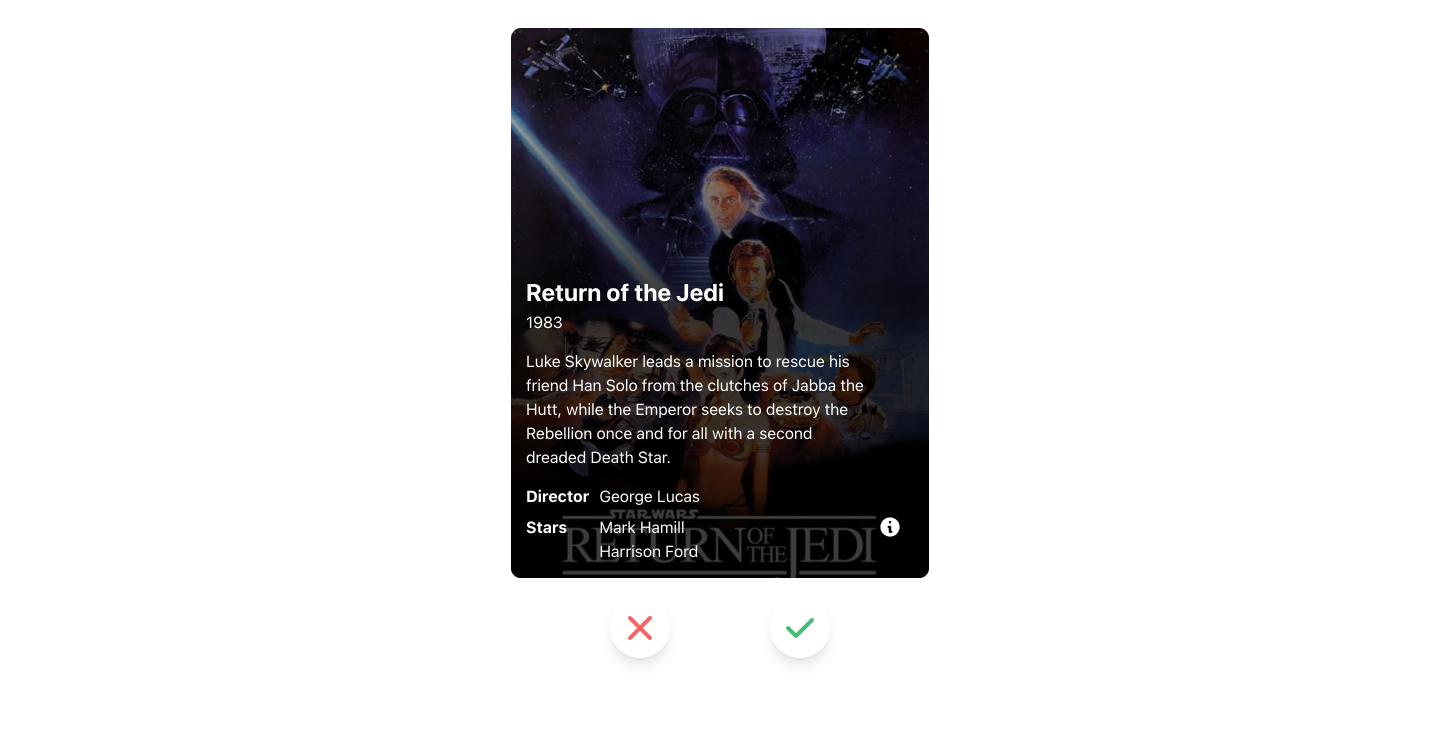 Return of the Jedi
1983
Luke Skywalker leads a mission to rescue his
friend Han Solo from the clutches of Jabba the
Hutt, while the Emperor seeks to destroy the
Rebellion once and for all with a second
dreaded Death Star.
Director George Lucas
STAR WARS
Stars Mark Hamill
RETURN OF THE JEDI
Harrison Ford